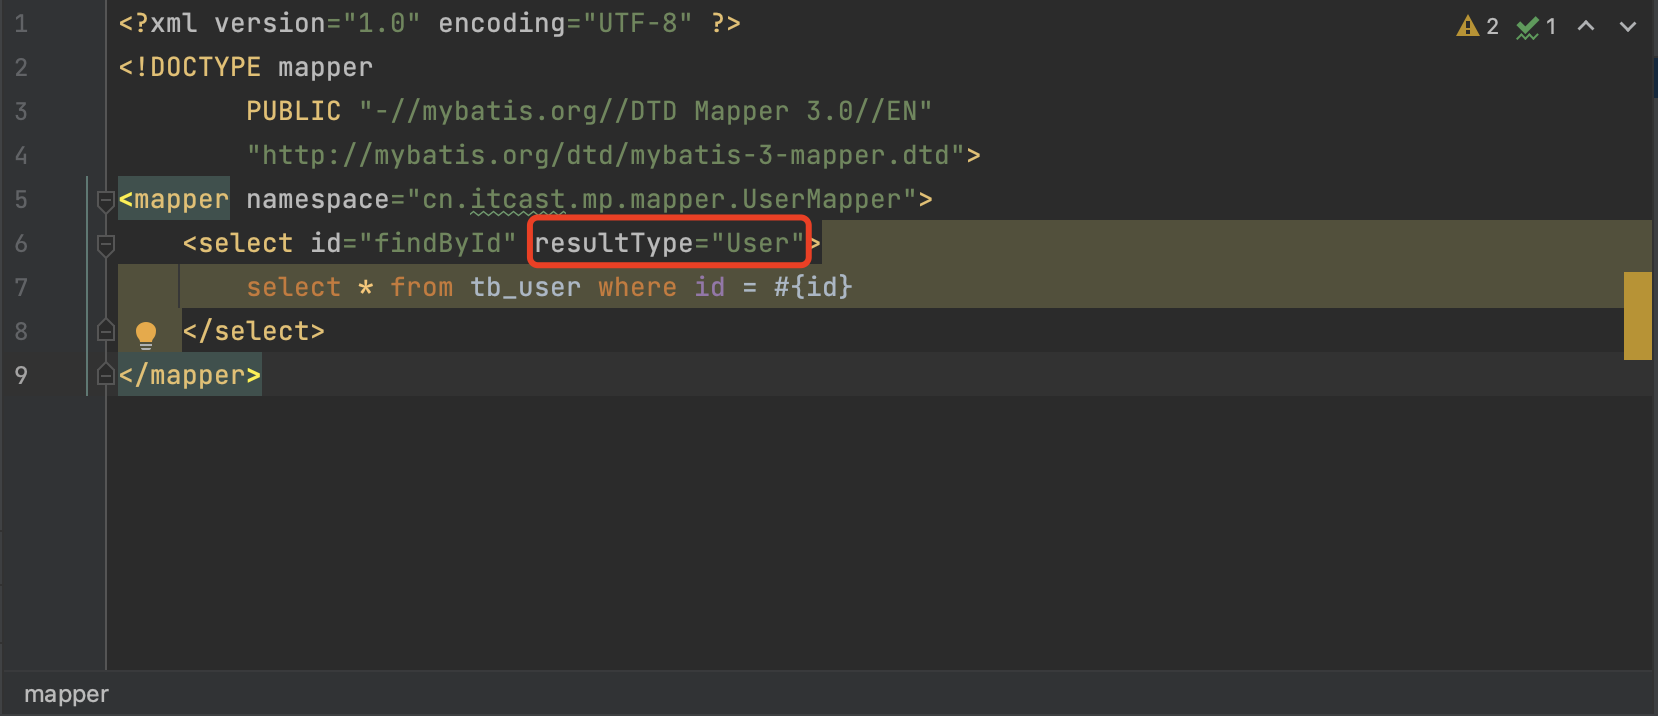 1 <?xml version="1.0" encoding="UTF-8" ?>
2 <!DOCTYPE mapper
3 PUBLIC "-//mybatis.org//DTD Mapper 3.0//EN"
4 "http://mybatis.org/dtd/mybatis-3-mapper.dtd">
5 <mapper namespace="cn.itcast.mp.mapper.UserMapper">
6 <select id="findById" resultType="User">
7 select * from tb_user where id = #{id}
8 </select>
9 </mapper>
2 1
mapper